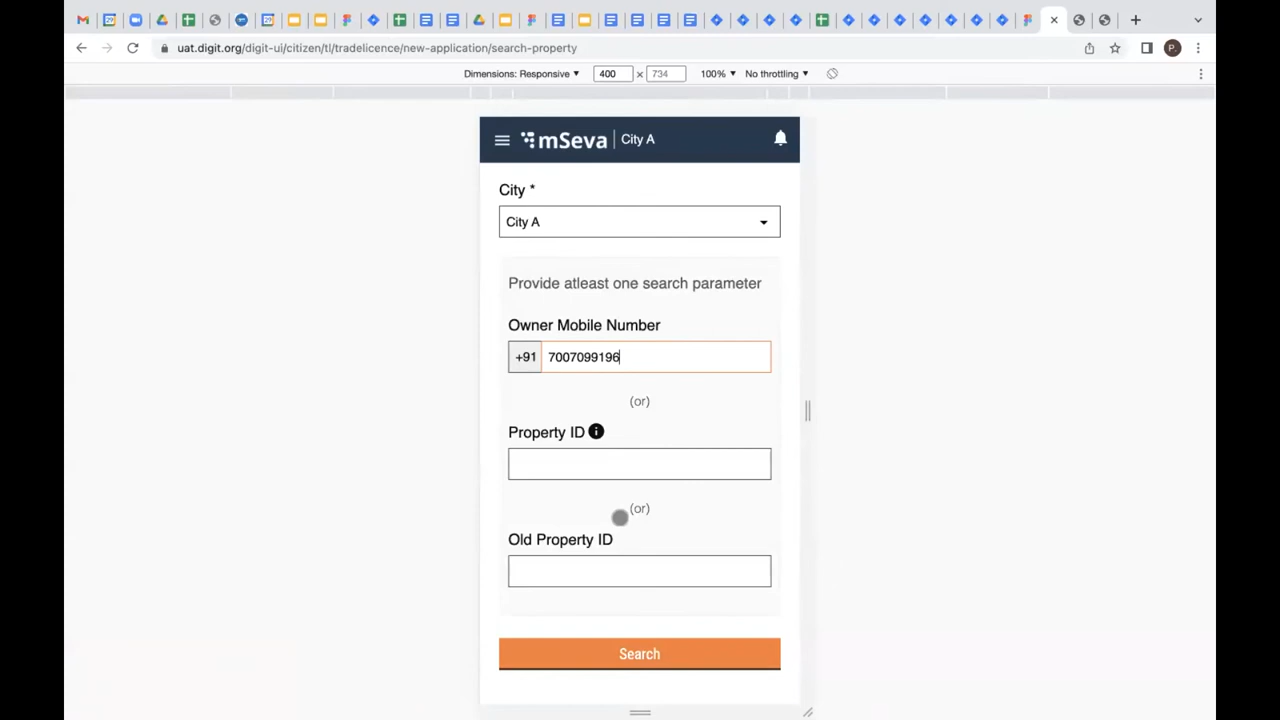 uat.digit.org/digit-ui/citizen/tl/tradelicence/new-application/search-property
Dimensions: Responsive ▼ 400 × 734 100% ▼ No throttling ▼
mSeva | City A
City *
City A
Provide atleast one search parameter
Owner Mobile Number
+91 7007099196
(or)
Property ID
(or)
Old Property ID
Search